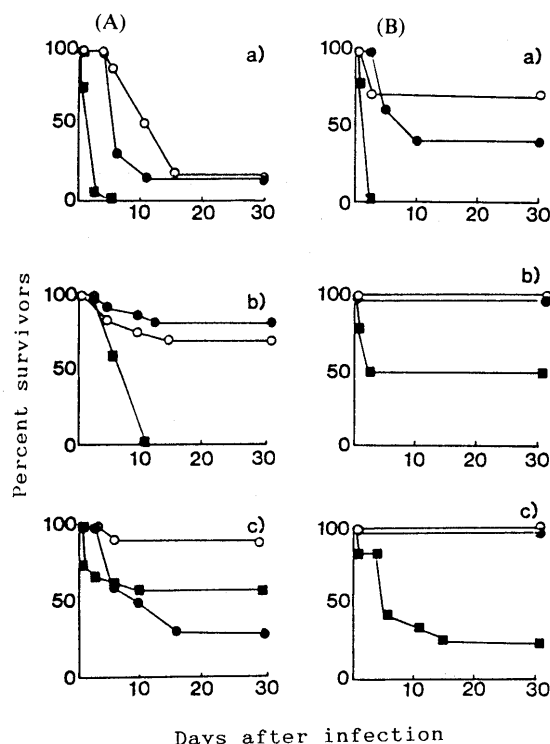 (A) (B)
100 a) 100 a)
50 50
0 0
10 20 30 10 20 30
100 b) 100 b)
50 50
0 0
10 20 30 10 20 30
100 c) 100 c)
50 50
0 0
10 20 30 10 20 30
Percent survivors
Days after infection